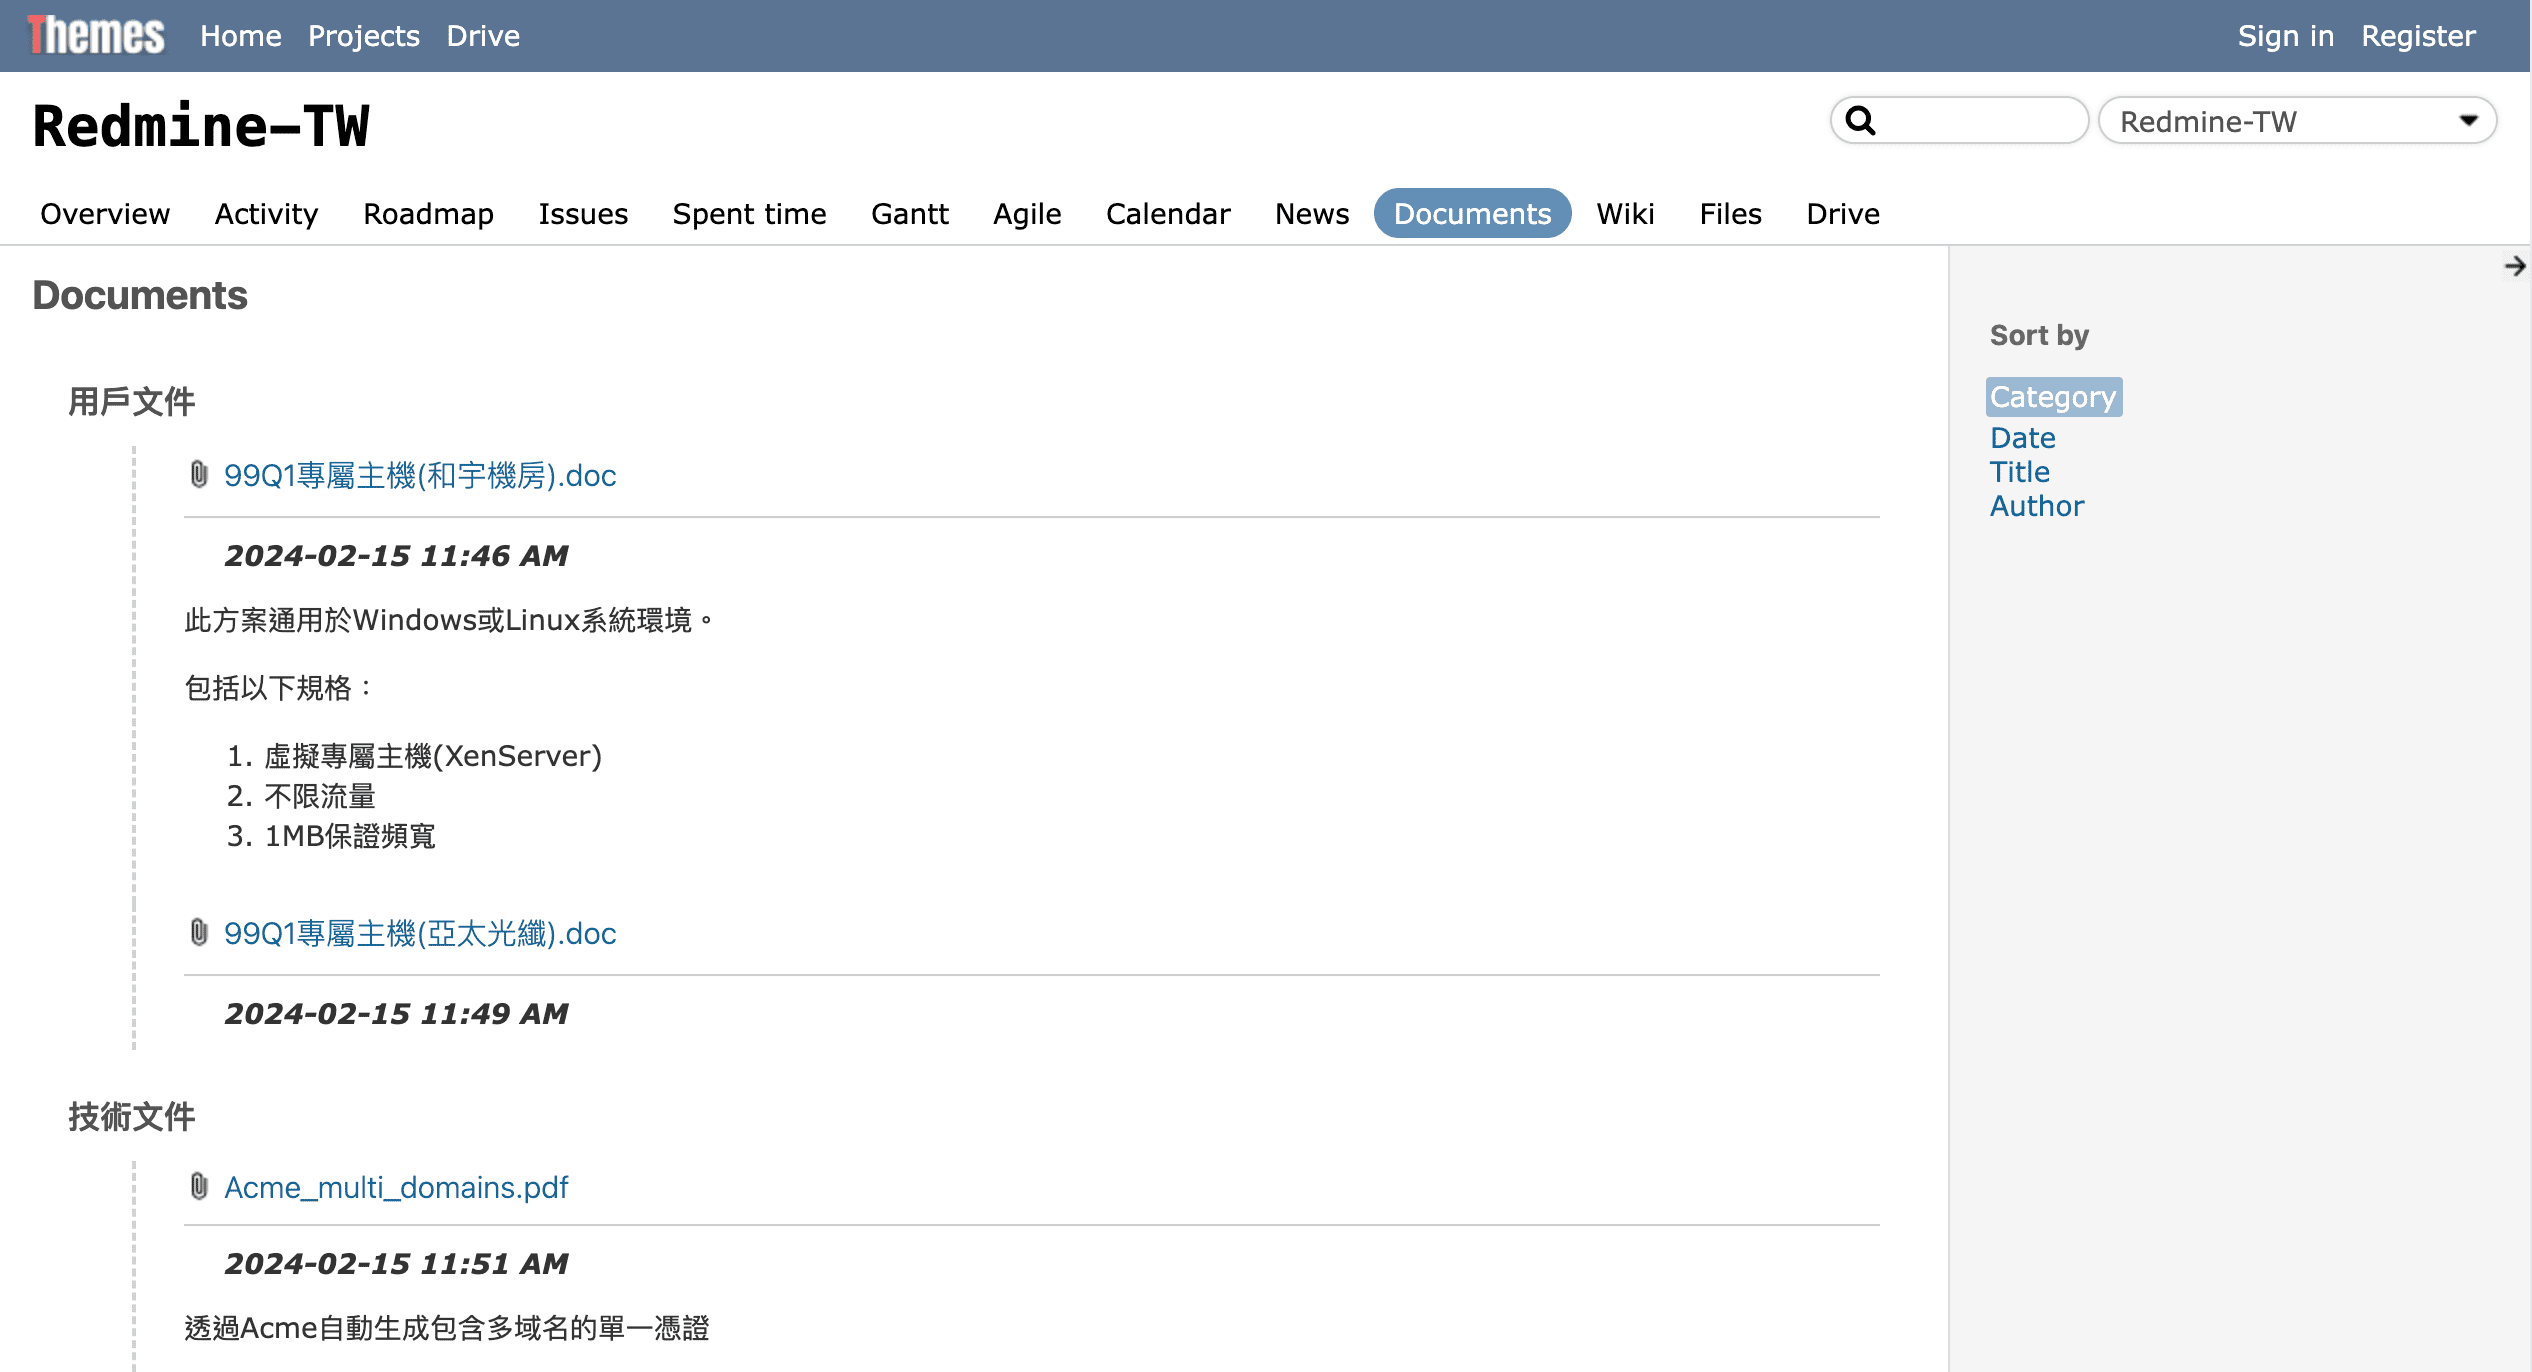 Themes Home Projects Drive Sign in Register
Redmine-TW
Redmine-TW
Overview Activity Roadmap Issues Spent time Gantt Agile Calendar News Documents Wiki Files Drive
Documents
用戶文件
99Q1專屬主機(和宇機房).doc
2024-02-15 11:46 AM
此方案通用於Windows或Linux系統環境。
包括以下規格：
1. 虛擬專屬主機(XenServer)
2. 不限流量
3. 1MB保證頻寬
99Q1專屬主機(亞太光纖).doc
2024-02-15 11:49 AM
技術文件
Acme_multi_domains.pdf
2024-02-15 11:51 AM
透過Acme自動生成包含多域名的單一憑證
Sort by
Category
Date
Title
Author